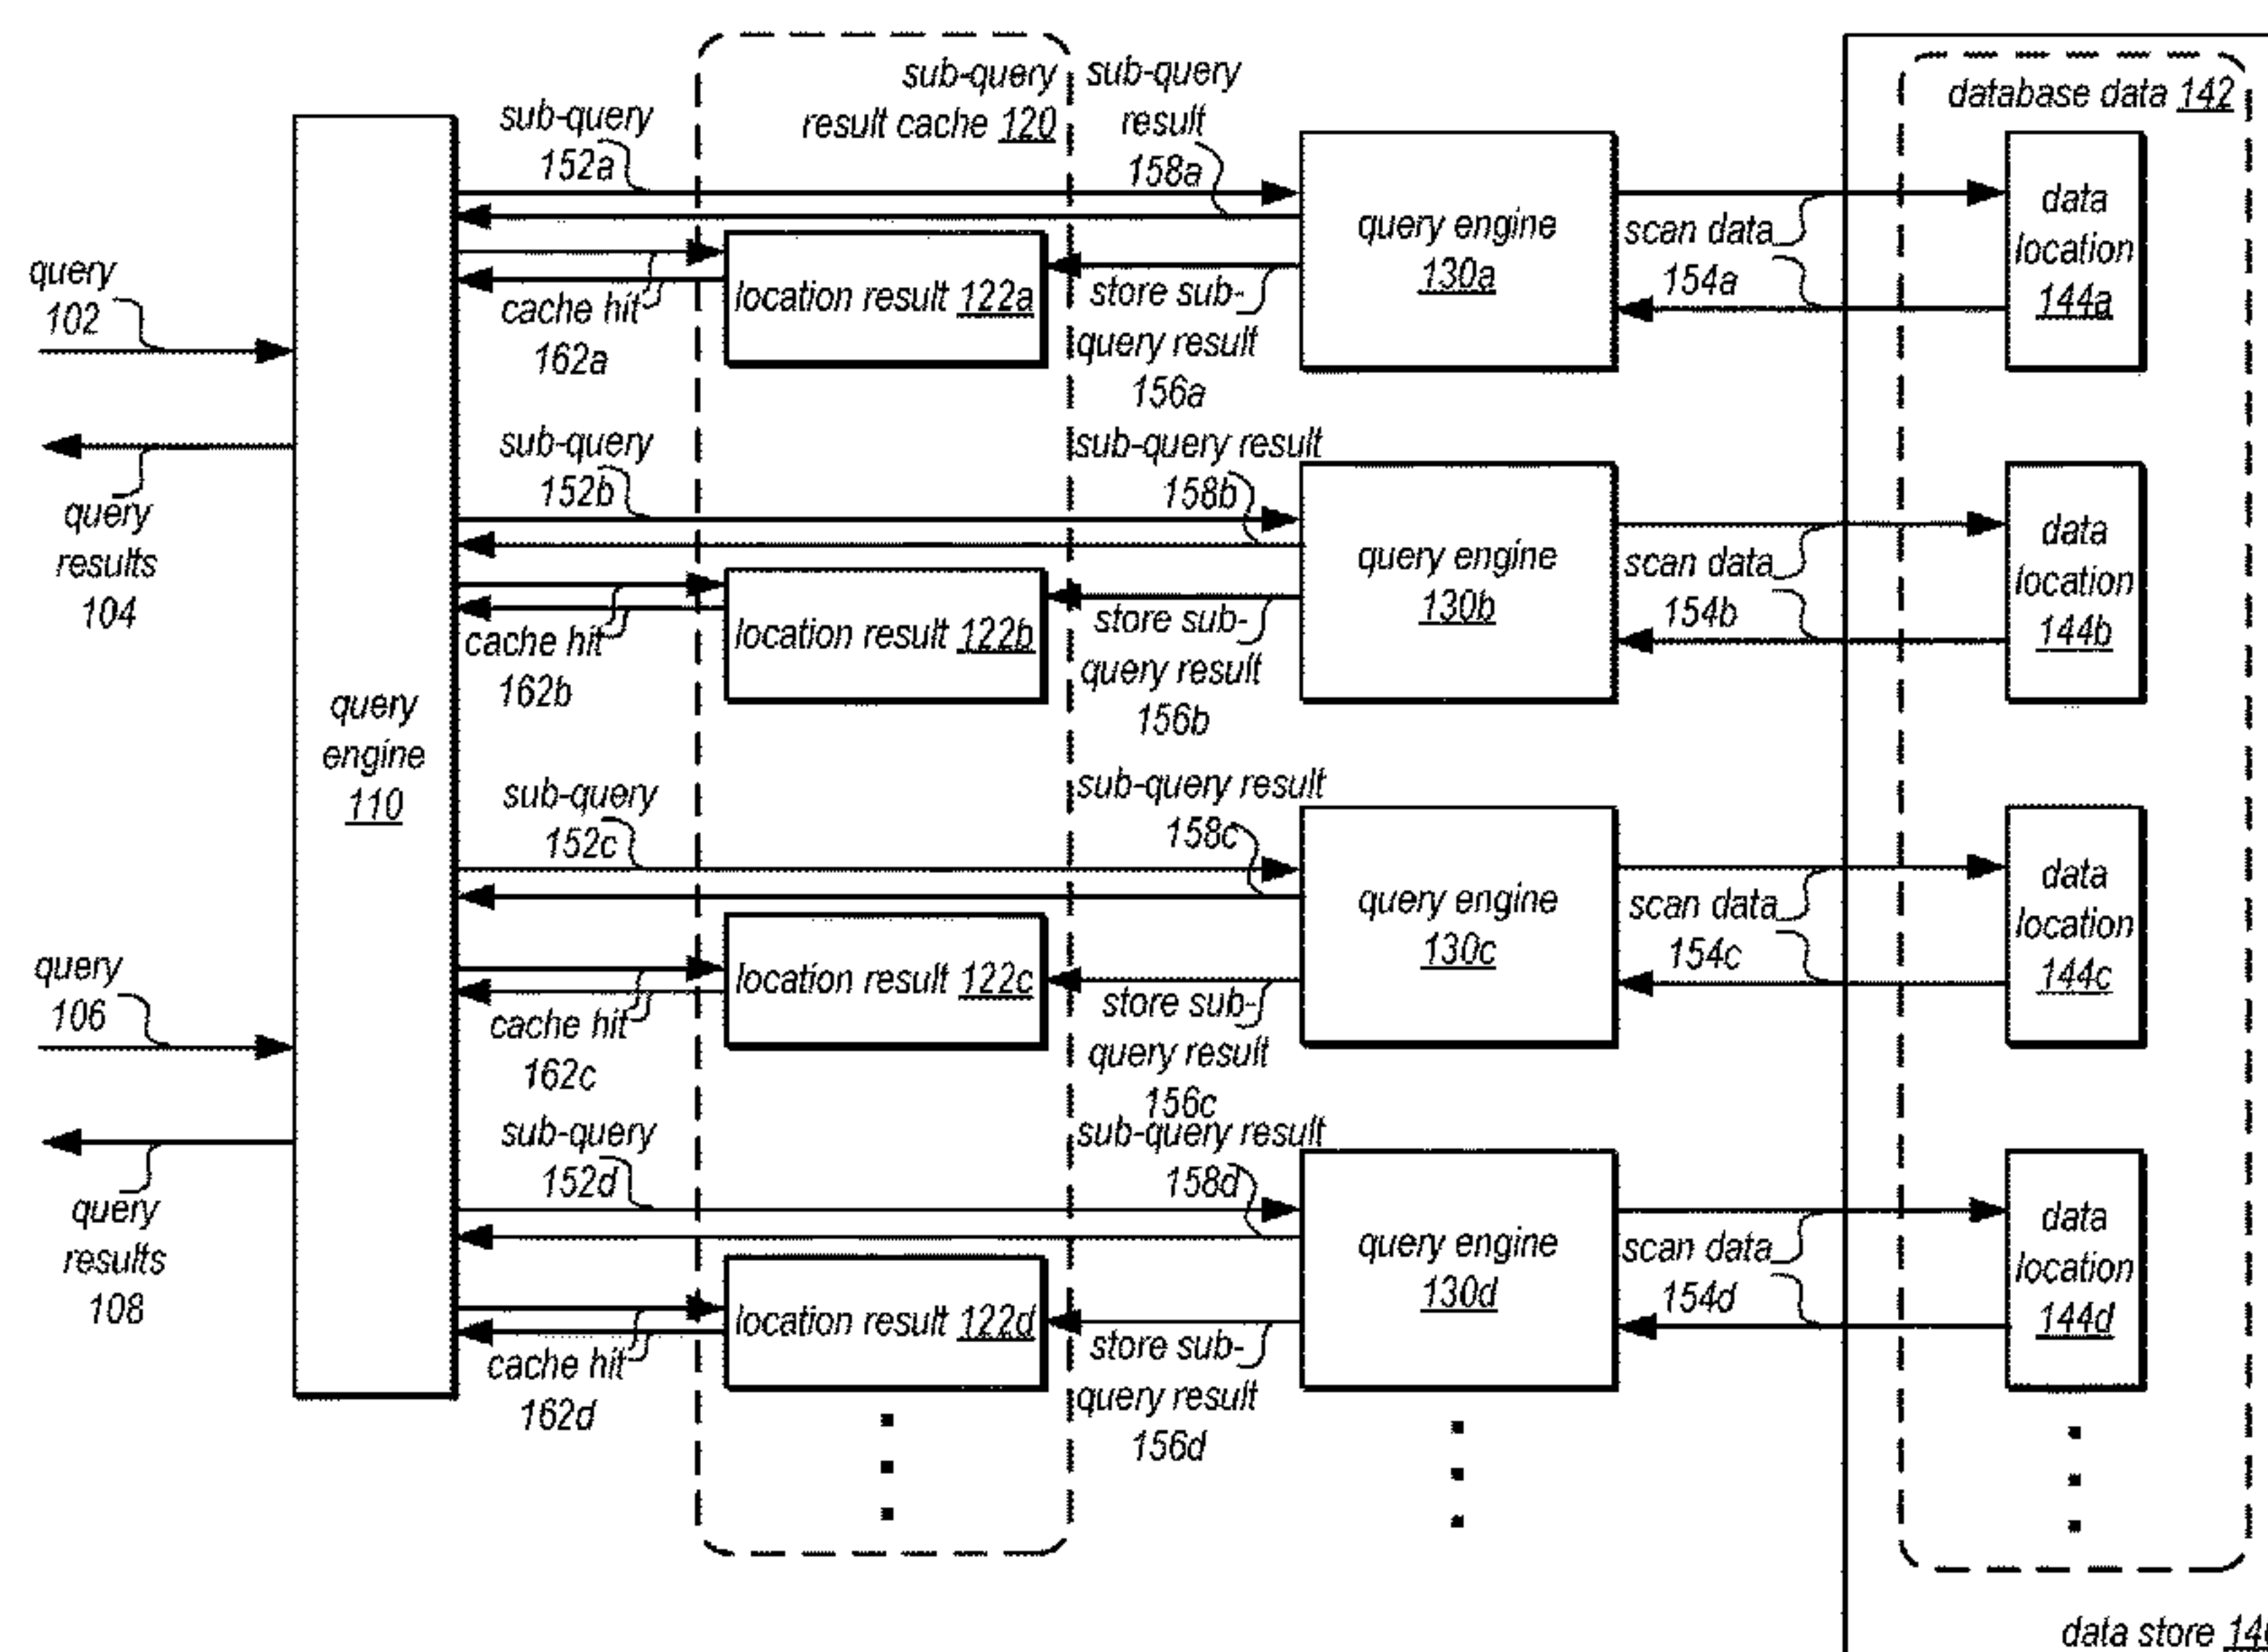 sub-query
result cache 120
sub-query
result
158a
database data 142
sub-query
152a
query engine
130a
scan data
154a
data
location
144a
query
102
cache hit
162a
location result 122a
store sub-
query result
156a
query
results
104
sub-query
152b
sub-query result
158b
query engine
130b
scan data
154b
data
location
144b
cache hit
162b
location result 122b
store sub-
query result
156b
query
engine
110
sub-query
152c
sub-query result
158c
query engine
130c
scan data
154c
data
location
144c
query
106
cache hit
162c
location result 122c
store sub-
query result
156c
query
results
108
sub-query
152d
sub-query result
158d
query engine
130d
scan data
154d
data
location
144d
cache hit
162d
location result 122d
store sub-
query result
156d
data store